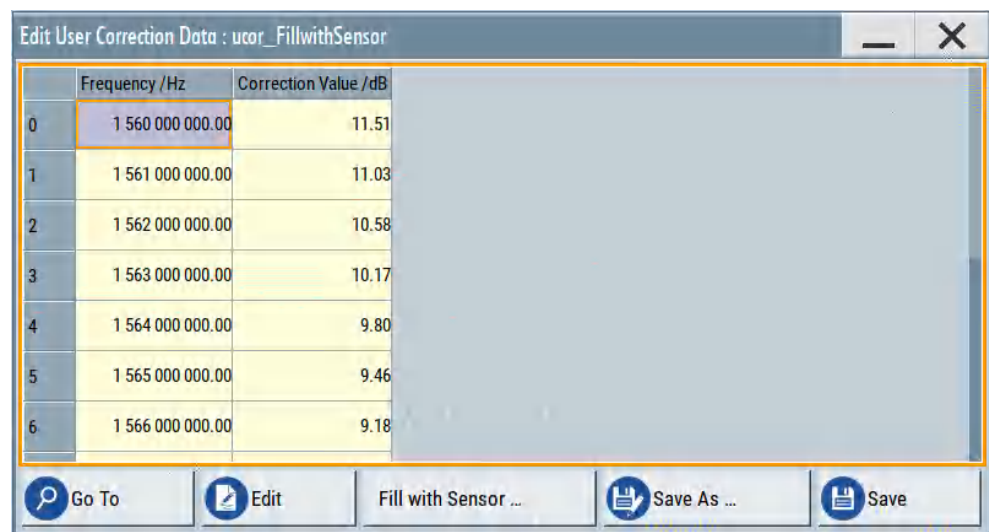 Edit User Correction Data : ucor_FillwithSensor
Frequency /Hz Correction Value /dB
0 1 560 000 000.00 11.51
1 1 561 000 000.00 11.03
2 1 562 000 000.00 10.58
3 1 563 000 000.00 10.17
4 1 564 000 000.00 9.80
5 1 565 000 000.00 9.46
6 1 566 000 000.00 9.18
Go To Edit Fill with Sensor ... Save As ... Save